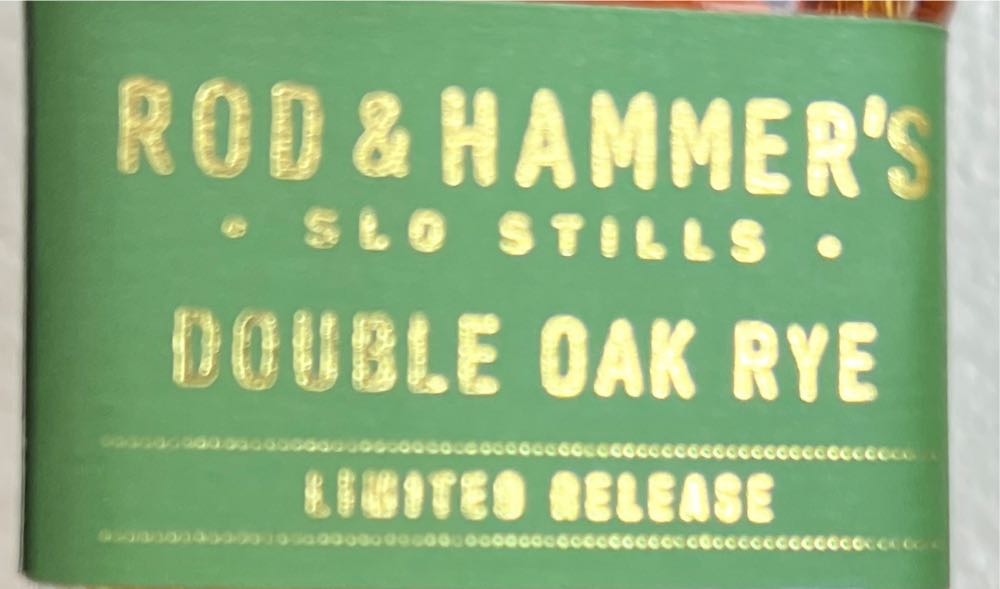 ROD & HAMMER'S
• SLO STILLS •
DOUBLE OAK RYE
LIMITED RELEASE